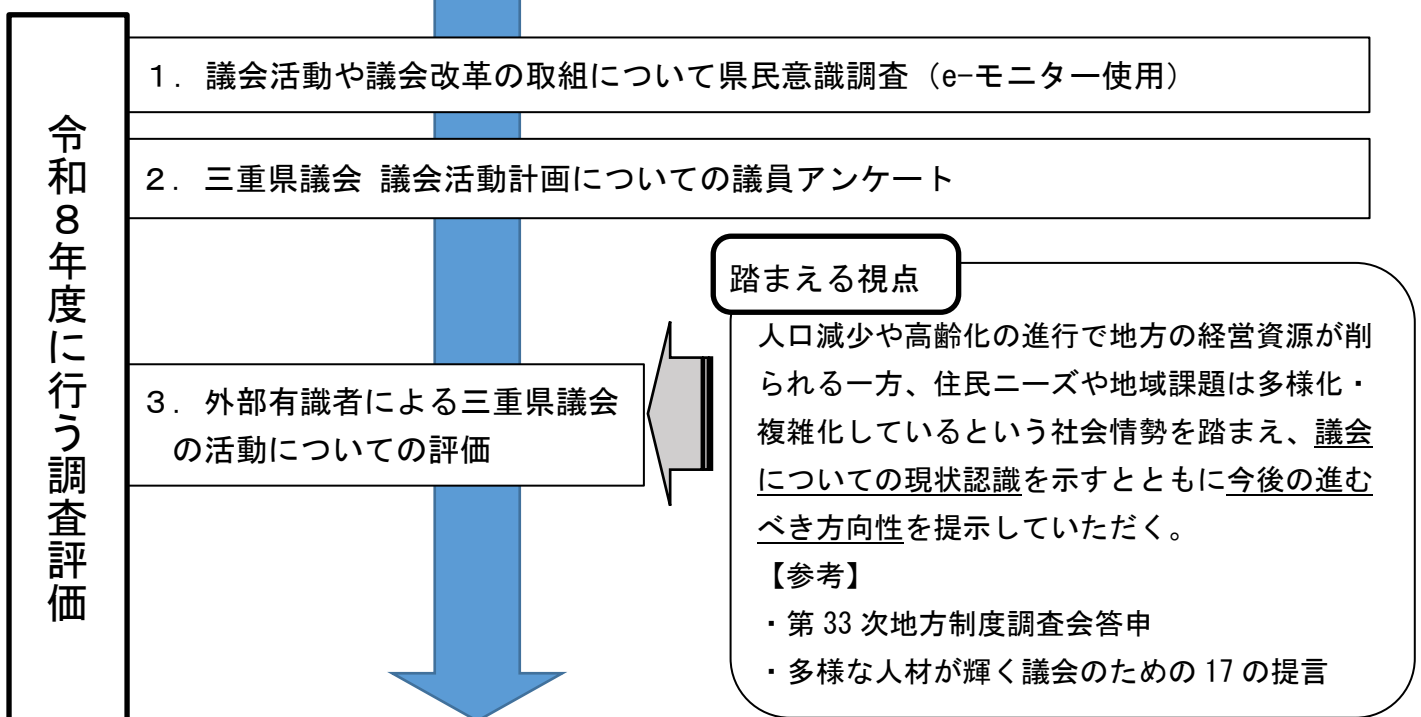 令和８年度に行う調査評価
１．議会活動や議会改革の取組について県民意識調査（e-モニター使用）
２．三重県議会 議会活動計画についての議員アンケート
３．外部有識者による三重県議会
の活動についての評価
踏まえる視点
人口減少や高齢化の進行で地方の経営資源が削
られる一方、住民ニーズや地域課題は多様化・
複雑化しているという社会情勢を踏まえ、議会
についての現状認識を示すとともに今後の進む
べき方向性を提示していただく。
【参考】
・第 33 次地方制度調査会答申
・多様な人材が輝く議会のための 17 の提言